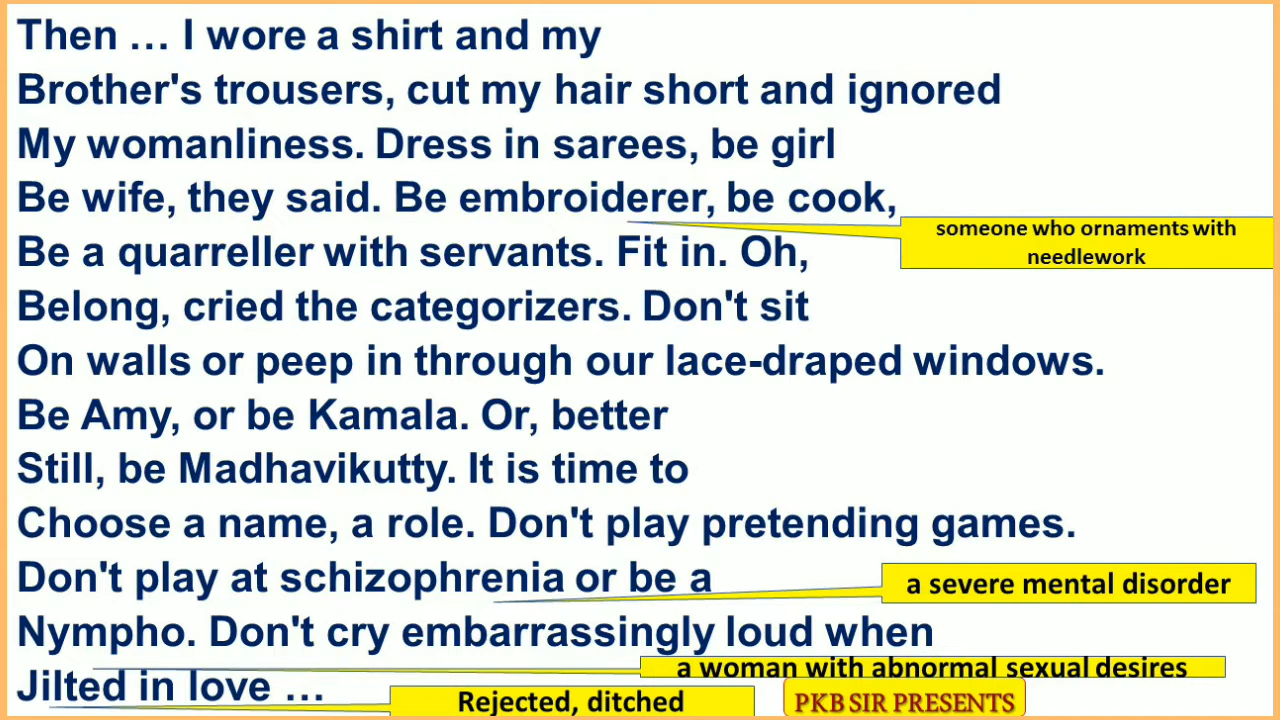 Then … I wore a shirt and my
Brother's trousers, cut my hair short and ignored
My womanliness. Dress in sarees, be girl
Be wife, they said. Be embroiderer, be cook,
someone who ornaments with
needlework
Be a quarreller with servants. Fit in. Oh,
Belong, cried the categorizers. Don't sit
On walls or peep in through our lace-draped windows.
Be Amy, or be Kamala. Or, better
Still, be Madhavikutty. It is time to
Choose a name, a role. Don't play pretending games.
Don't play at schizophrenia or be a
a severe mental disorder
Nympho. Don't cry embarrassingly loud when
a woman with abnormal sexual desires
Jilted in love …
Rejected, ditched
PKB SIR PRESENTS